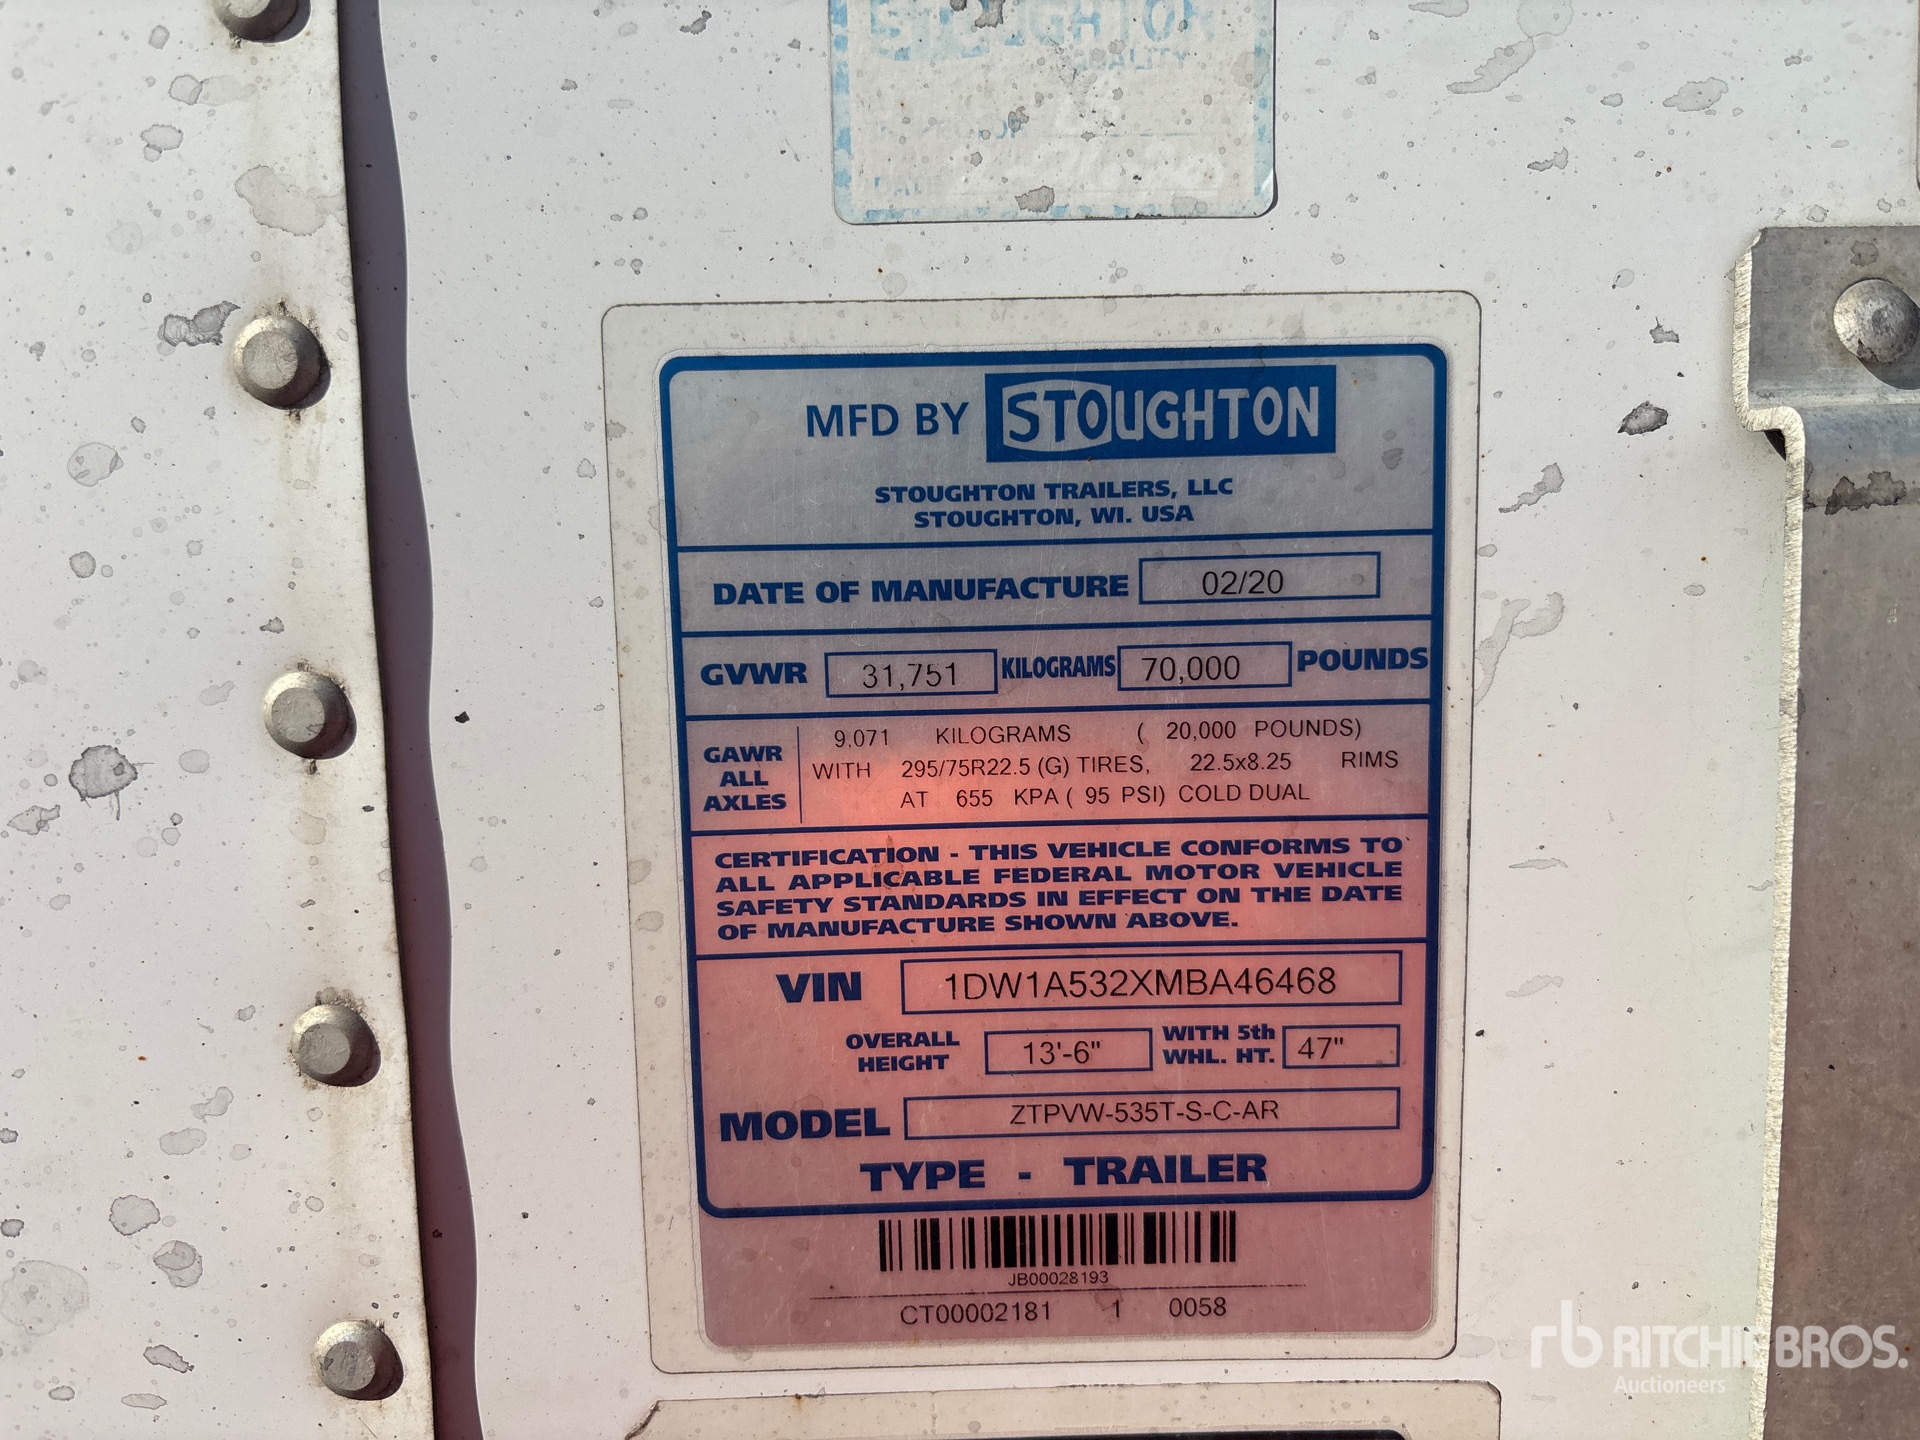 STOUGHTON
QUALITY
DATE
MFD BY STOUGHTON
STOUGHTON TRAILERS, LLC
STOUGHTON, WI. USA
DATE OF MANUFACTURE 02/20
GVWR 31,751 KILOGRAMS 70,000 POUNDS
GAWR ALL AXLES
9,071 KILOGRAMS ( 20,000 POUNDS)
WITH 295/75R22.5 (G) TIRES, 22.5x8.25 RIMS
AT 655 KPA ( 95 PSI) COLD DUAL
CERTIFICATION - THIS VEHICLE CONFORMS TO
ALL APPLICABLE FEDERAL MOTOR VEHICLE
SAFETY STANDARDS IN EFFECT ON THE DATE
OF MANUFACTURE SHOWN ABOVE.
VIN 1DW1A532XMBA46468
OVERALL HEIGHT 13'-6" WITH 5th WHL. HT. 47"
MODEL ZTPVW-535T-S-C-AR
TYPE - TRAILER
JB00028193
CT00002181 1 0058
rb RITCHIE BROS.
Auctioneers